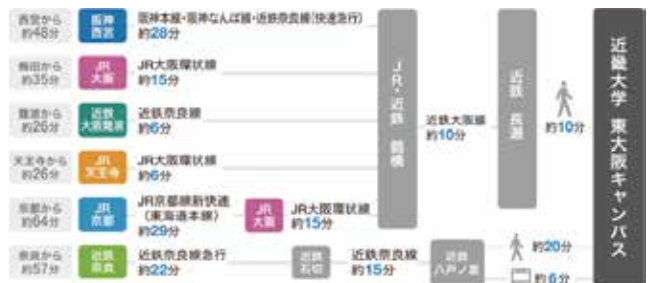 西宮から
約48分
阪神
西宮
阪神本線・阪神なんば線・近鉄奈良線(快速急行)
約28分
梅田から
約35分
JR
大阪
JR大阪環状線
約15分
難波から
約26分
近鉄
大阪難波
近鉄奈良線
約6分
天王寺から
約26分
JR
天王寺
JR大阪環状線
約6分
京都から
約64分
JR
京都
JR京都線新快速
(東海道本線)
約29分
JR
大阪
JR大阪環状線
約15分
JR・近鉄 鶴橋
近鉄大阪線
約10分
近鉄 長瀬
約10分
奈良から
約57分
近鉄
奈良
近鉄奈良線急行
約22分
近鉄
石切
近鉄奈良線
約15分
近鉄
八戸ノ里
約20分
約6分
近畿大学 東大阪キャンパス